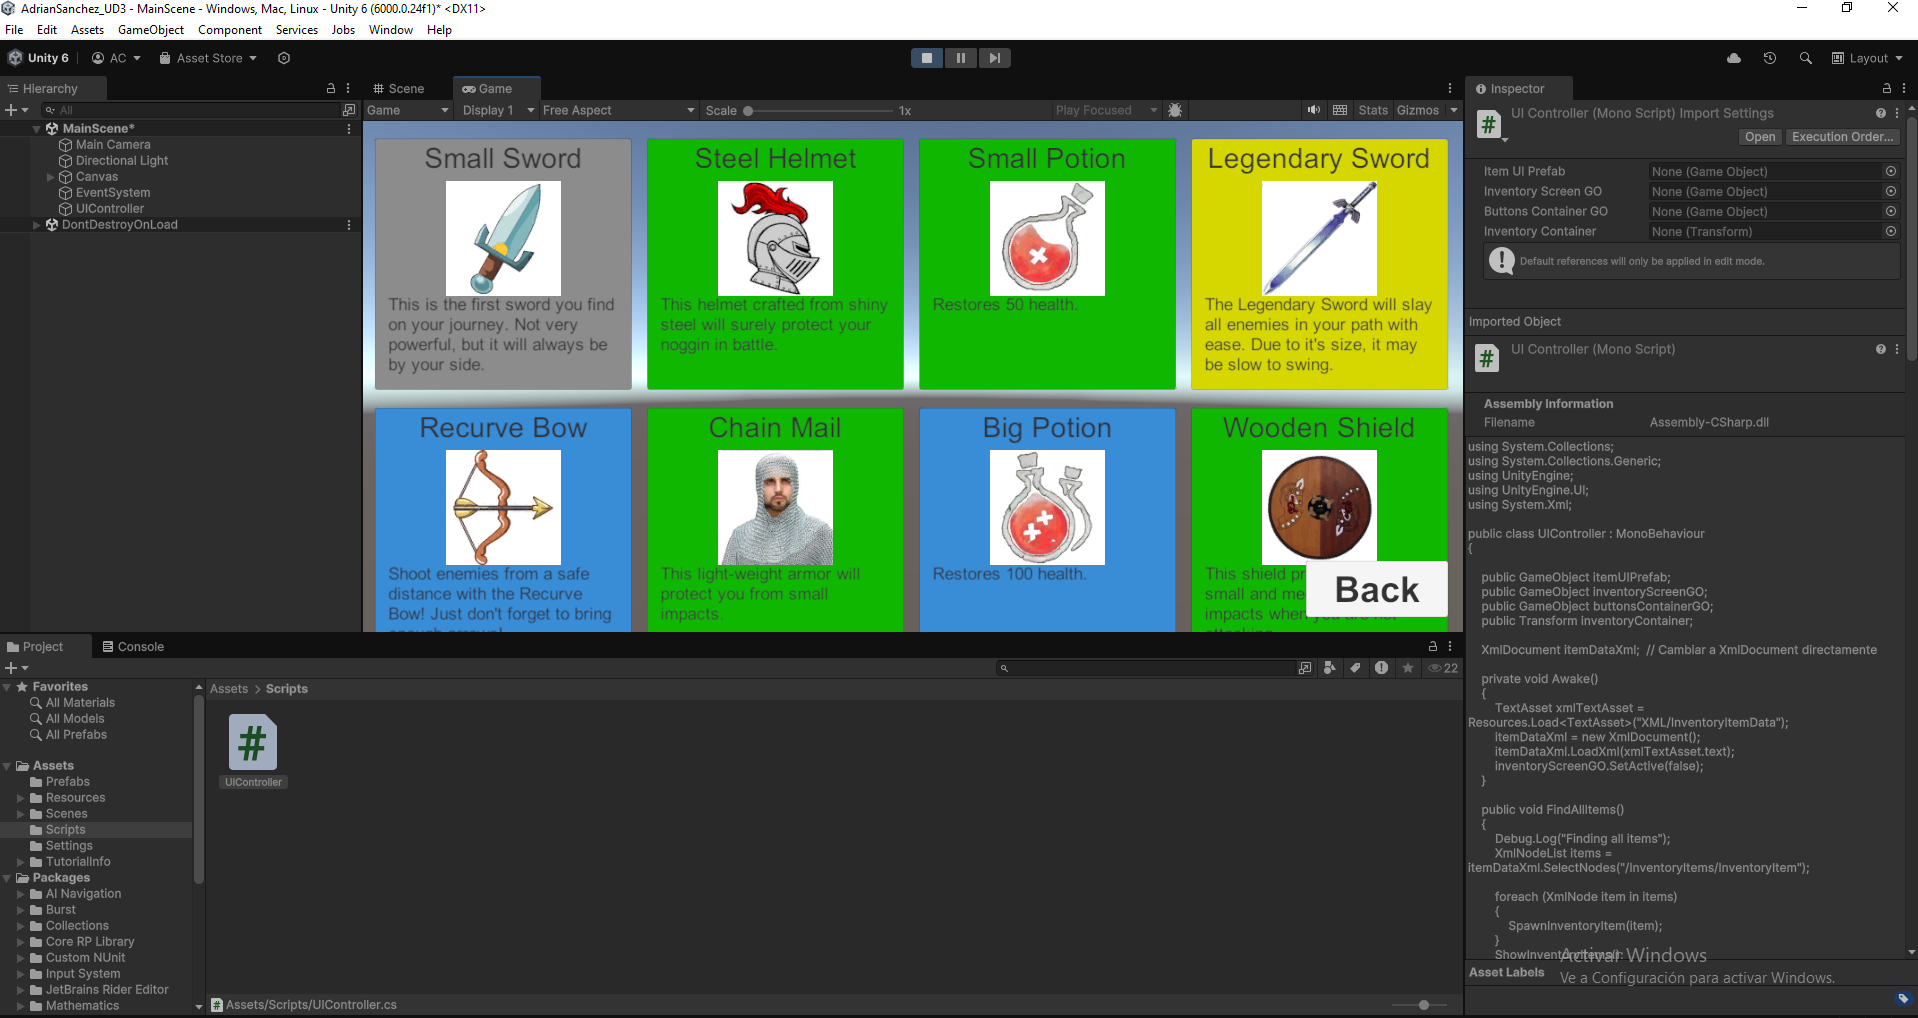 AdrianSanchez_UD3 - MainScene - Windows, Mac, Linux - Unity 6 (6000.0.24f1)* <DX11>
File Edit Assets GameObject Component Services Jobs Window Help
Unity 6 AC Asset Store Layout
Hierarchy
All
MainScene*
Main Camera
Directional Light
Canvas
EventSystem
UIController
DontDestroyOnLoad
Scene Game
Game Display 1 Free Aspect Scale 1x Play Focused Stats Gizmos
Small Sword
This is the first sword you find
on your journey. Not very
powerful, but it will always be
by your side.
Steel Helmet
This helmet crafted from shiny
steel will surely protect your
noggin in battle.
Small Potion
Restores 50 health.
Legendary Sword
The Legendary Sword will slay
all enemies in your path with
ease. Due to it's size, it may
be slow to swing.
Recurve Bow
Shoot enemies from a safe
distance with the Recurve
Bow! Just don't forget to bring
Chain Mail
This light-weight armor will
protect you from small
impacts.
Big Potion
Restores 100 health.
Wooden Shield
This shield pr
small and me
impacts when you are not
Back
Project Console
22
Favorites
All Materials
All Models
All Prefabs
Assets
Prefabs
Resources
Scenes
Scripts
Settings
TutorialInfo
Packages
AI Navigation
Burst
Collections
Core RP Library
Custom NUnit
Input System
JetBrains Rider Editor
Mathematics
Assets > Scripts
UIController
Assets/Scripts/UIController.cs
Inspector
UI Controller (Mono Script) Import Settings
Open Execution Order...
Item UI Prefab None (Game Object)
Inventory Screen GO None (Game Object)
Buttons Container GO None (Game Object)
Inventory Container None (Transform)
Default references will only be applied in edit mode.
Imported Object
UI Controller (Mono Script)
Assembly Information
Filename Assembly-CSharp.dll
using System.Collections;
using System.Collections.Generic;
using UnityEngine;
using UnityEngine.UI;
using System.Xml;
public class UIController : MonoBehaviour
{
public GameObject itemUIPrefab;
public GameObject inventoryScreenGO;
public GameObject buttonsContainerGO;
public Transform inventoryContainer;
XmlDocument itemDataXml; // Cambiar a XmlDocument directamente
private void Awake()
{
TextAsset xmlTextAsset =
Resources.Load<TextAsset>("XML/InventoryItemData");
itemDataXml = new XmlDocument();
itemDataXml.LoadXml(xmlTextAsset.text);
inventoryScreenGO.SetActive(false);
}
public void FindAllItems()
{
Debug.Log("Finding all items");
XmlNodeList items =
itemDataXml.SelectNodes("/InventoryItems/InventoryItem");
foreach (XmlNode item in items)
{
SpawnInventoryItem(item);
}
Activar Windows
Asset Labels
Ve a Configuración para activar Windows.